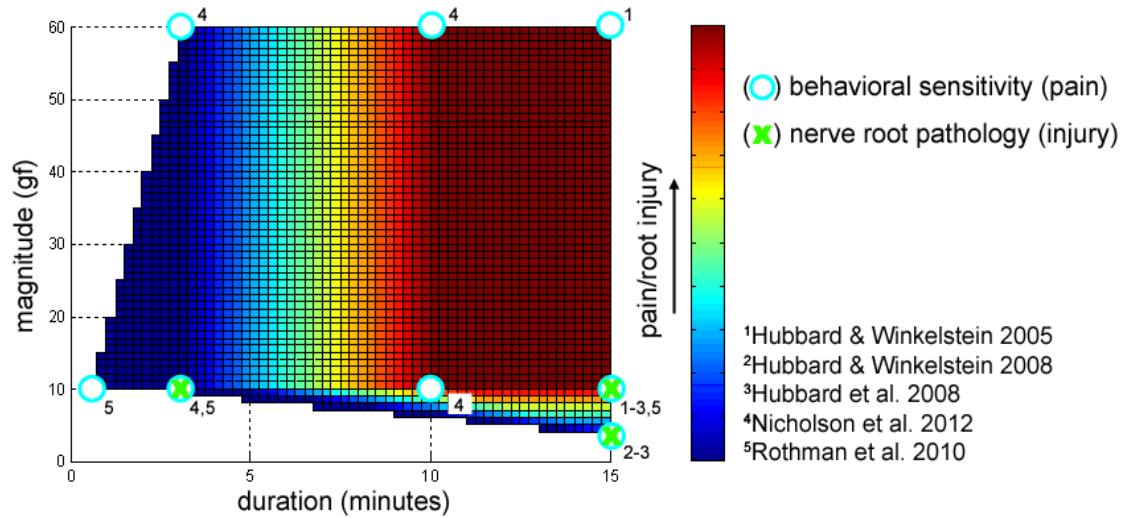 4
4
1
60
50
40
30
20
10
0
magnitude (gf)
5
4,5
4
1-3,5
2-3
0
5
10
15
duration (minutes)
pain/root injury
( ) behavioral sensitivity (pain)
(x) nerve root pathology (injury)
¹Hubbard & Winkelstein 2005
²Hubbard & Winkelstein 2008
³Hubbard et al. 2008
⁴Nicholson et al. 2012
⁵Rothman et al. 2010